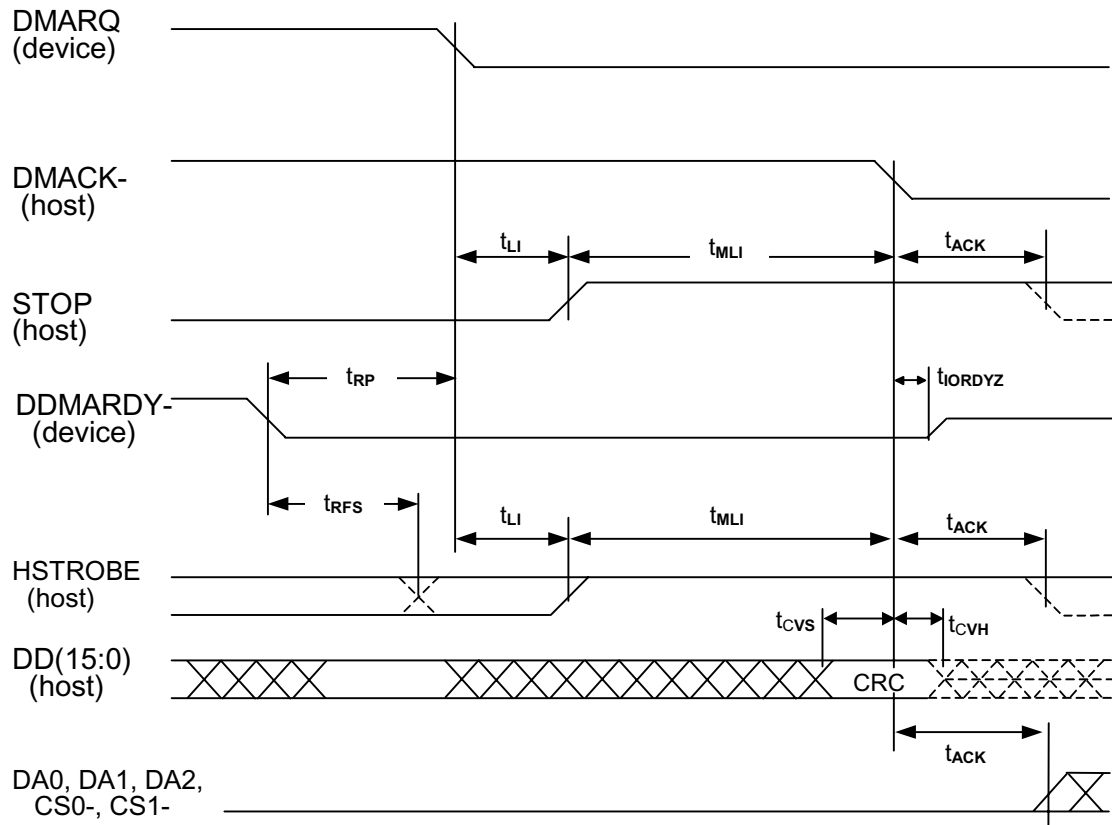 DMARQ
(device)
DMACK-
(host)
tLI
tMLI
tACK
STOP
(host)
tRP
tIORDYZ
DDMARDY-
(device)
tRFS
tLI
tMLI
tACK
HSTROBE
(host)
tCVS
tCVH
DD(15:0)
(host)
CRC
tACK
DA0, DA1, DA2,
CS0-, CS1-